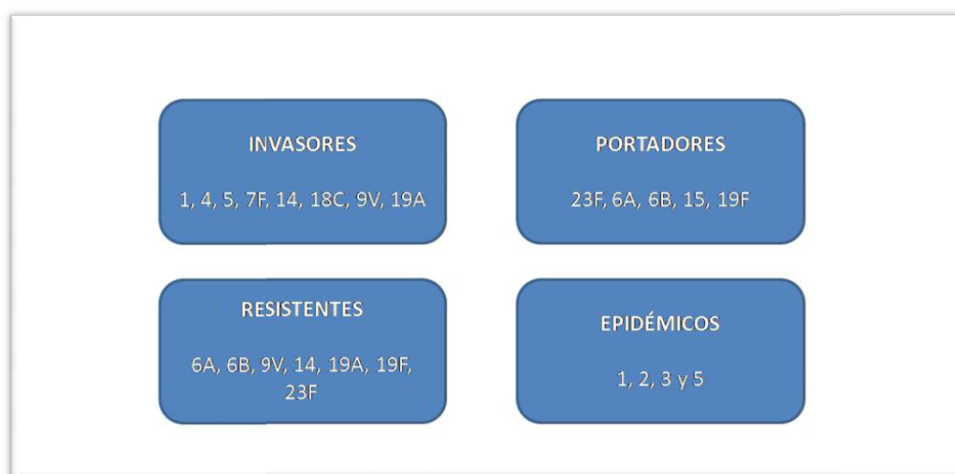 INVASORES
1, 4, 5, 7F, 14, 18C, 9V, 19A
PORTADORES
23F, 6A, 6B, 15, 19F
RESISTENTES
6A, 6B, 9V, 14, 19A, 19F,
23F
EPIDÉMICOS
1, 2, 3 y 5